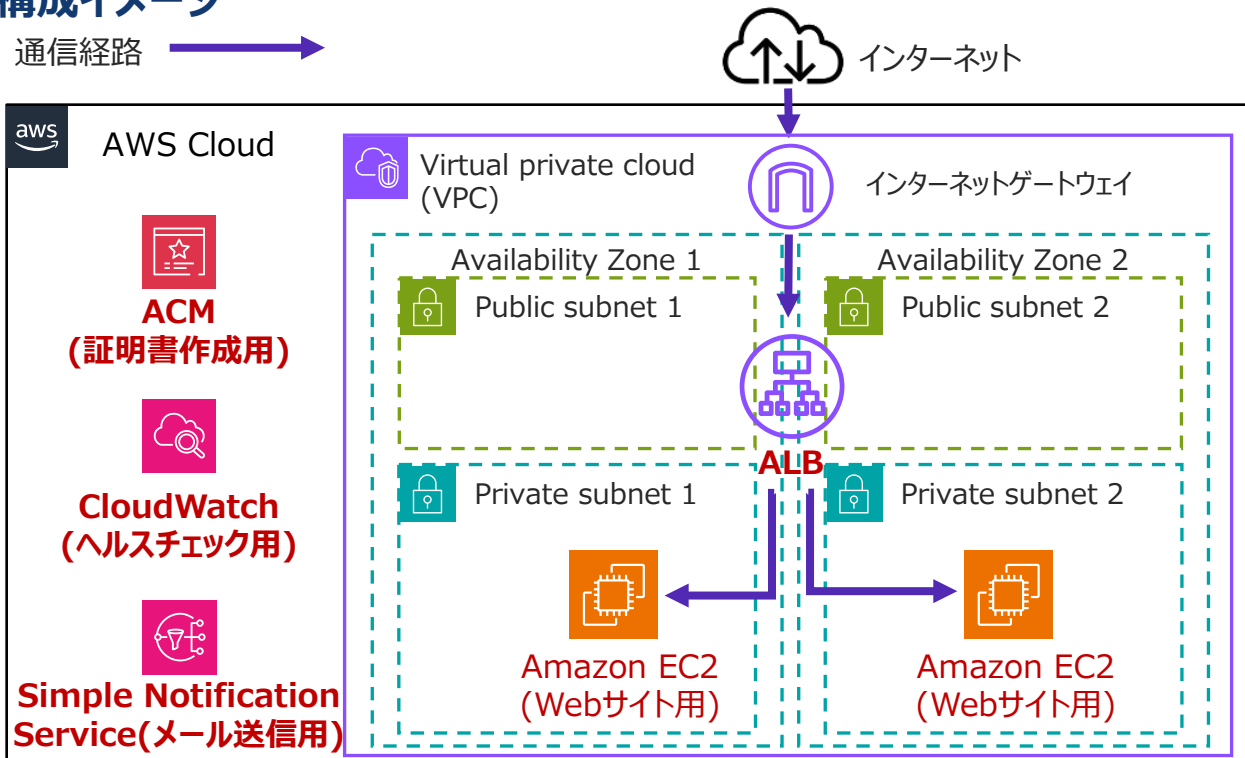 構成イメージ
通信経路
インターネット
aws
AWS Cloud
Virtual private cloud
(VPC)
インターネットゲートウェイ
ACM
(証明書作成用)
CloudWatch
(ヘルスチェック用)
Simple Notification
Service(メール送信用)
Availability Zone 1
Availability Zone 2
Public subnet 1
Public subnet 2
ALB
Private subnet 1
Private subnet 2
Amazon EC2
(Webサイト用)
Amazon EC2
(Webサイト用)